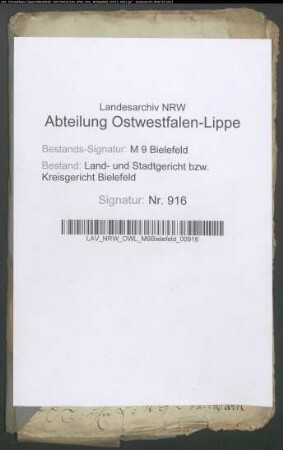 Landesarchiv NRW
Abteilung Ostwestfalen-Lippe
Bestands-Signatur: M 9 Bielefeld
Bestand: Land- und Stadtgericht bzw.
Kreisgericht Bielefeld
Signatur: Nr. 916
LAV_NRW_OWL_M9Bielefeld_00916